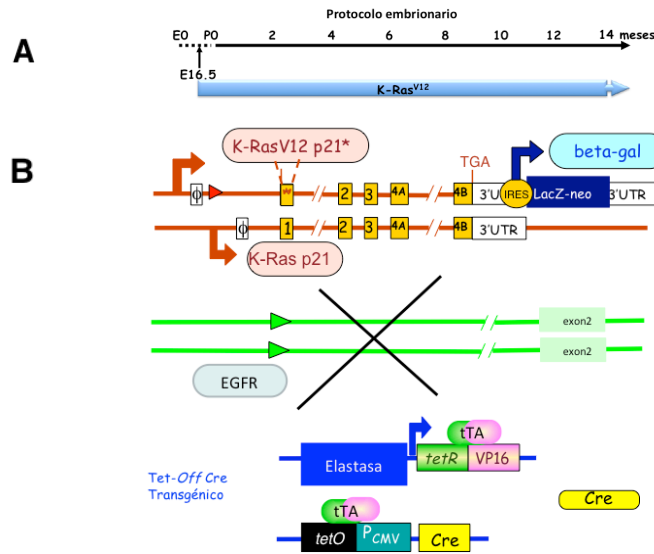 Protocolo embrionario
A
E0 P0 2 4 6 8 10 12 14 meses
E16.5
K-Ras^V12
B
K-RasV12 p21*
TGA
beta-gal
ϕ 2 3 4A 4B 3'U IRES LacZ-neo 3'UTR
ϕ 1 2 3 4A 4B 3'UTR
K-Ras p21
exon2
exon2
EGFR
tTA
Elastasa tetR VP16
Tet-Off Cre
Transgénico
Cre
tTA
tetO PCMV Cre